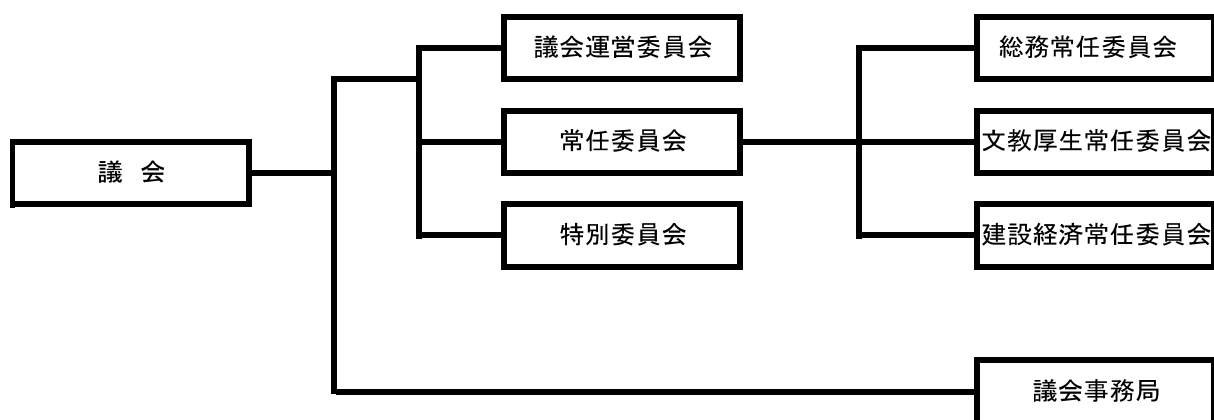 議会運営委員会
総務常任委員会
常任委員会
文教厚生常任委員会
議 会
特別委員会
建設経済常任委員会
議会事務局